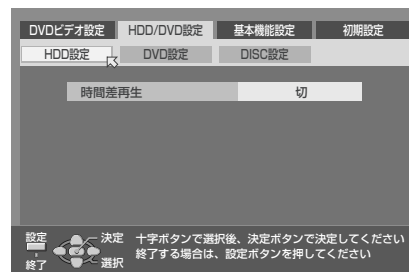 DVDビデオ設定 HDD/DVD設定 基本機能設定 初期設定
HDD設定 DVD設定 DISC設定
時間差再生 切
設定 決定 十字ボタンで選択後、決定ボタンで決定してください
終了 選択 終了する場合は、設定ボタンを押してください